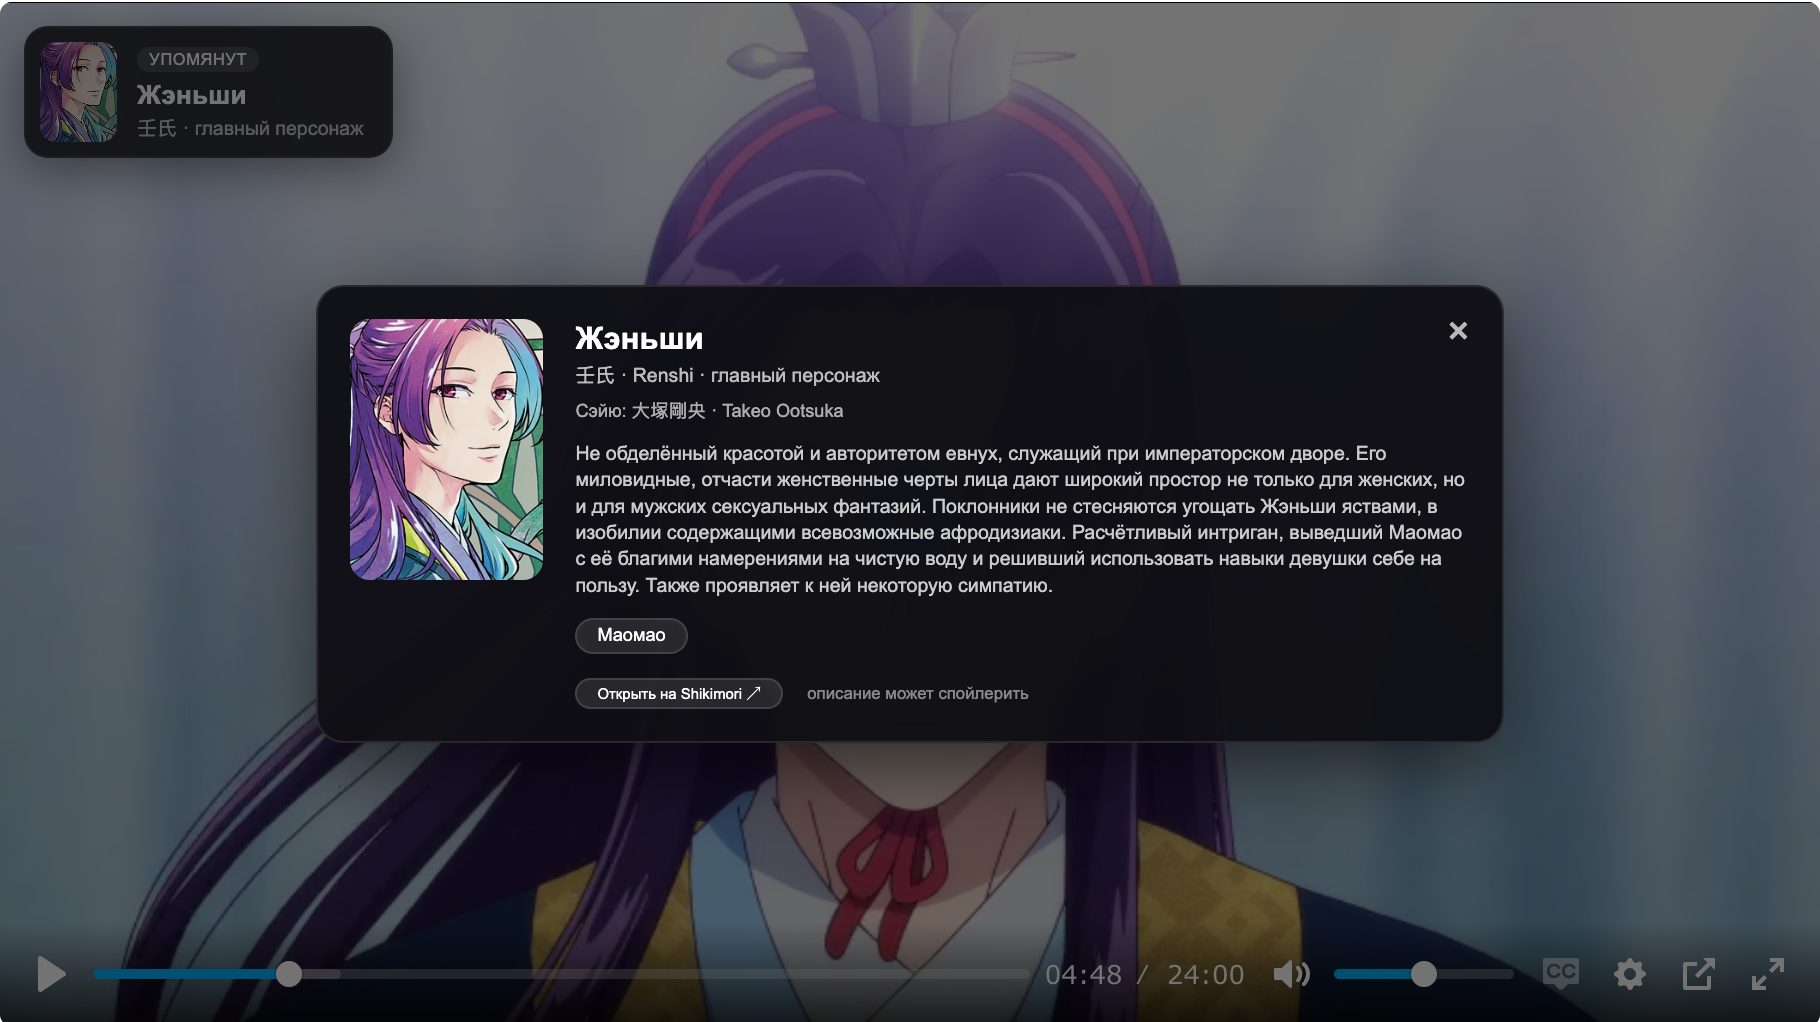 УПОМЯНУТ
Жэньши
壬氏 · главный персонаж
Жэньши
壬氏 · Renshi · главный персонаж
Сэйю: 大塚剛央 · Takeo Ootsuka
Не обделённый красотой и авторитетом евнух, служащий при императорском дворе. Его
миловидные, отчасти женственные черты лица дают широкий простор не только для женских, но
и для мужских сексуальных фантазий. Поклонники не стесняются угощать Жэньши яствами, в
изобилии содержащими всевозможные афродизиаки. Расчётливый интриган, выведший Маомао
с её благими намерениями на чистую воду и решивший использовать навыки девушки себе на
пользу. Также проявляет к ней некоторую симпатию.
Маомао
Открыть на Shikimori ↗ описание может спойлерить
04:48 / 24:00 CC